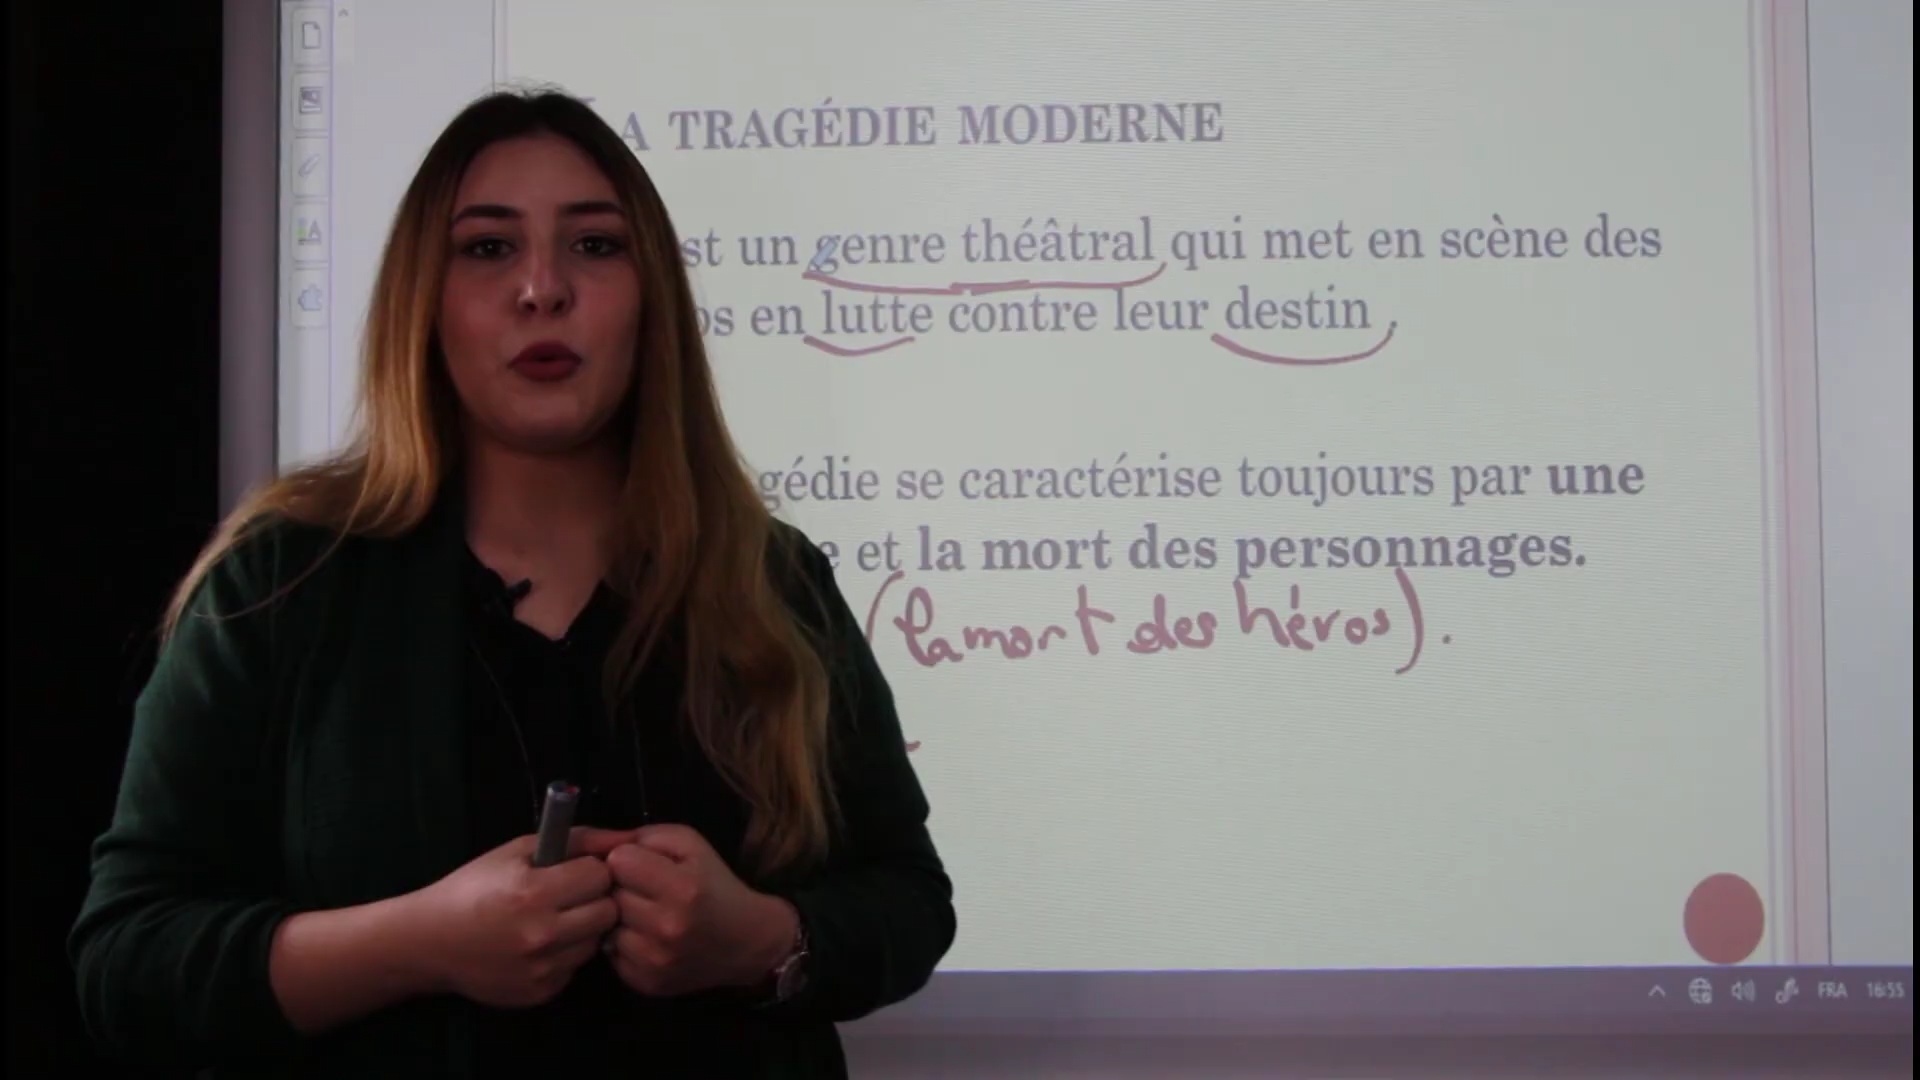 A TRAGÉDIE MODERNE
st un genre théâtral qui met en scène des
os en lutte contre leur destin,
gédie se caractérise toujours par une
e et la mort des personnages.
(la mort des héros).
FRA 16:55